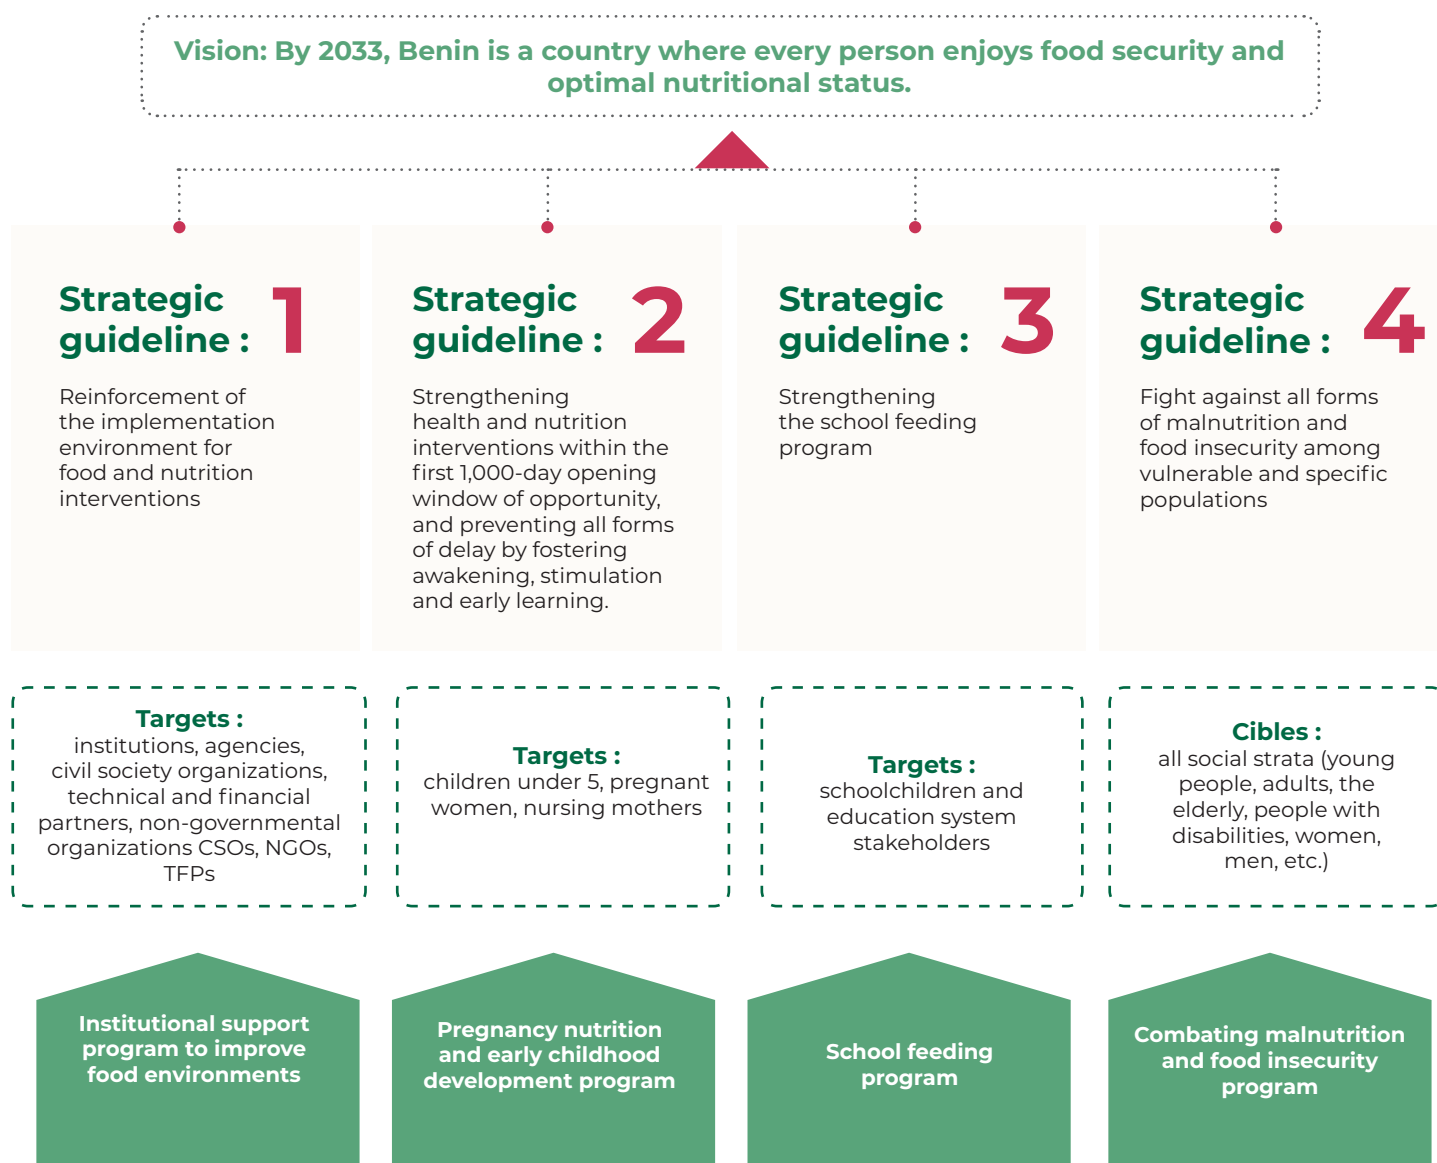 Vision: By 2033, Benin is a country where every person enjoys food security and
optimal nutritional status.
Strategic
guideline : 1
Reinforcement of
the implementation
environment for
food and nutrition
interventions
Strategic
guideline : 2
Strengthening
health and nutrition
interventions within the
first 1,000-day opening
window of opportunity,
and preventing all forms
of delay by fostering
awakening, stimulation
and early learning.
Strategic
guideline : 3
Strengthening
the school feeding
program
Strategic
guideline : 4
Fight against all forms
of malnutrition and
food insecurity among
vulnerable and specific
populations
Targets :
institutions, agencies,
civil society organizations,
technical and financial
partners, non-governmental
organizations CSOs, NGOs,
TFPs
Targets :
children under 5, pregnant
women, nursing mothers
Targets :
schoolchildren and
education system
stakeholders
Cibles :
all social strata (young
people, adults, the
elderly, people with
disabilities, women,
men, etc.)
Institutional support
program to improve
food environments
Pregnancy nutrition
and early childhood
development program
School feeding
program
Combating malnutrition
and food insecurity
program